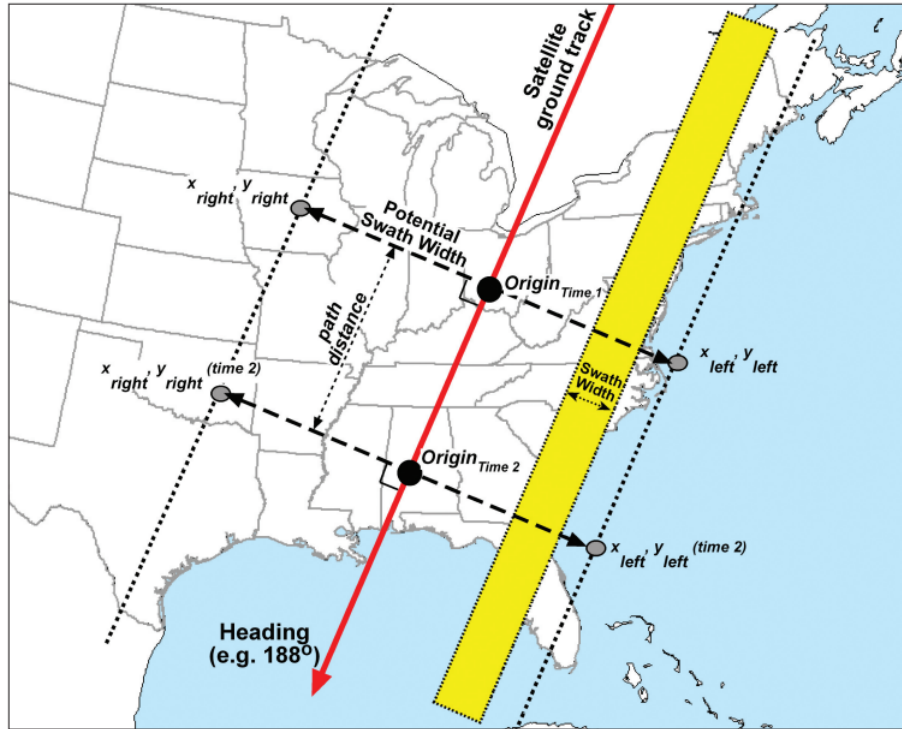 Satellite
ground track
x right, y right
Potential
Swath Width
Origin Time 1
path
distance
x left, y left
x right, y right (time 2)
Swath
Width
Origin Time 2
x left, y left (time 2)
Heading
(e.g. 188º)